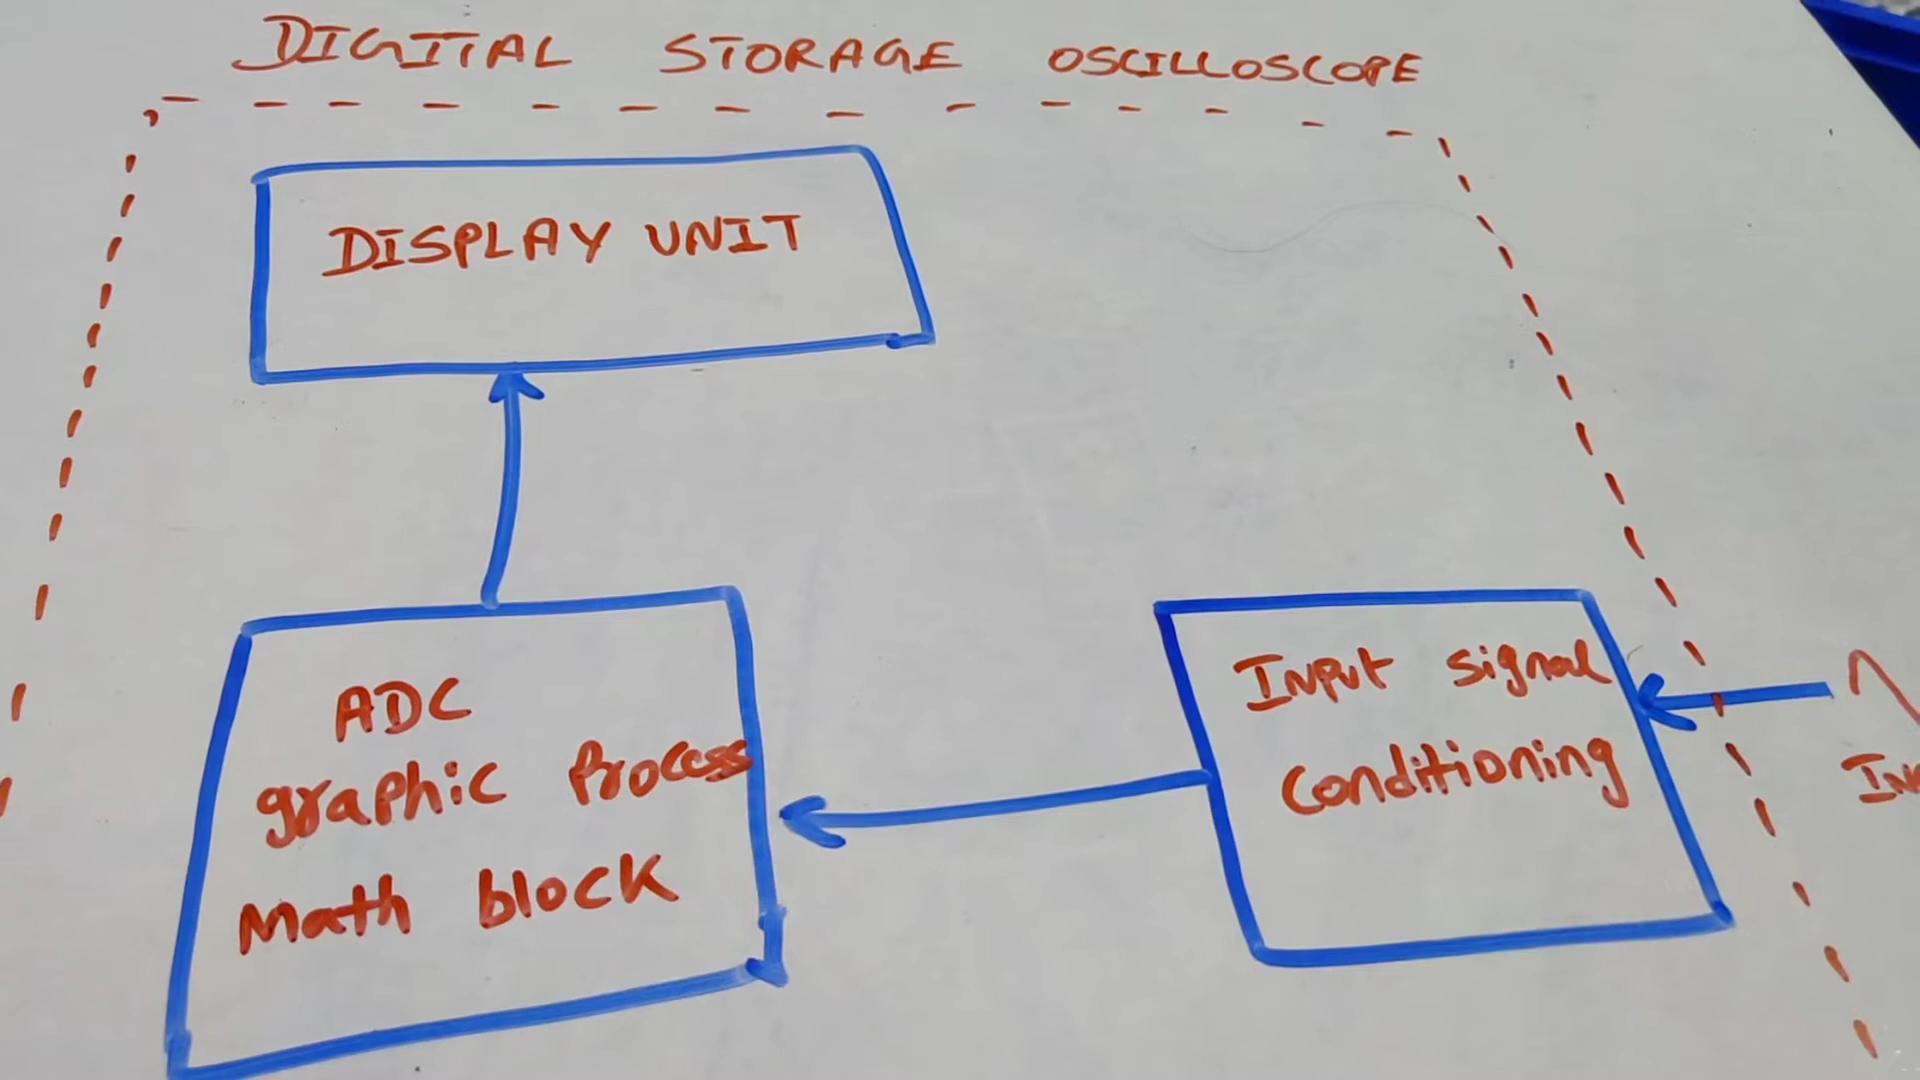 DIGITAL STORAGE OSCILLOSCOPE
DISPLAY UNIT
ADC
graphic Process
Math block
Input signal
conditioning